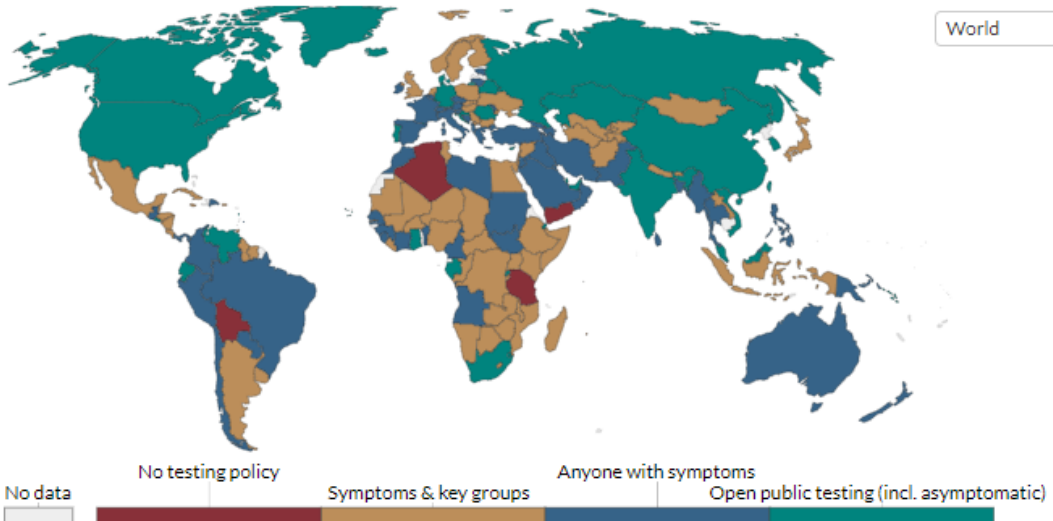 World
No testing policy
Anyone with symptoms
No data
Symptoms & key groups
Open public testing (incl. asymptomatic)